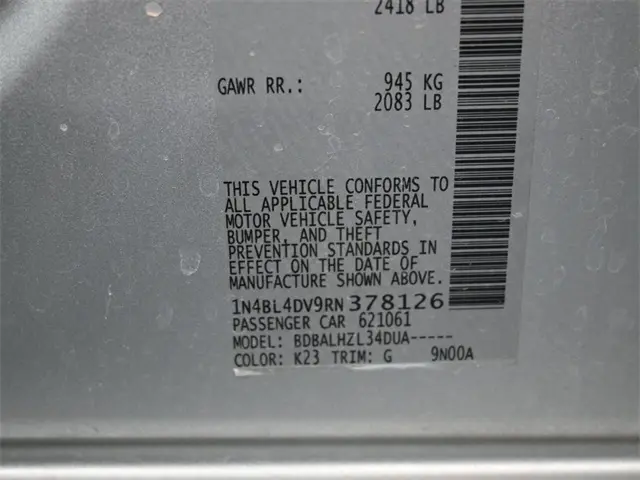 2418 LB
GAWR RR.: 945 KG
2083 LB
THIS VEHICLE CONFORMS TO
ALL APPLICABLE FEDERAL
MOTOR VEHICLE SAFETY,
BUMPER, AND THEFT
PREVENTION STANDARDS IN
EFFECT ON THE DATE OF
MANUFACTURE SHOWN ABOVE.
1N4BL4DV9RN378126
PASSENGER CAR 621061
MODEL: BDBALHZL34DUA-----
COLOR: K23 TRIM: G 9N00A